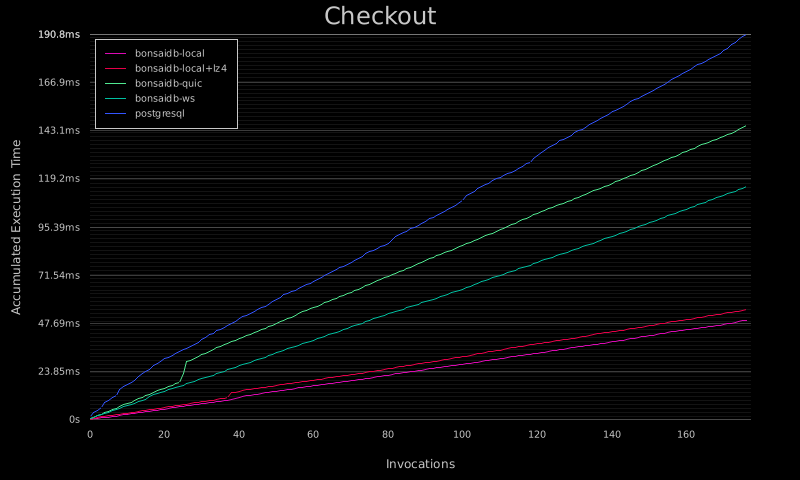 Checkout
190.8ms
166.9ms
143.1ms
119.2ms
95.39ms
71.54ms
47.69ms
23.85ms
0s
Accumulated Execution Time
bonsaidb-local
bonsaidb-local+lz4
bonsaidb-quic
bonsaidb-ws
postgresql
0 20 40 60 80 100 120 140 160
Invocations